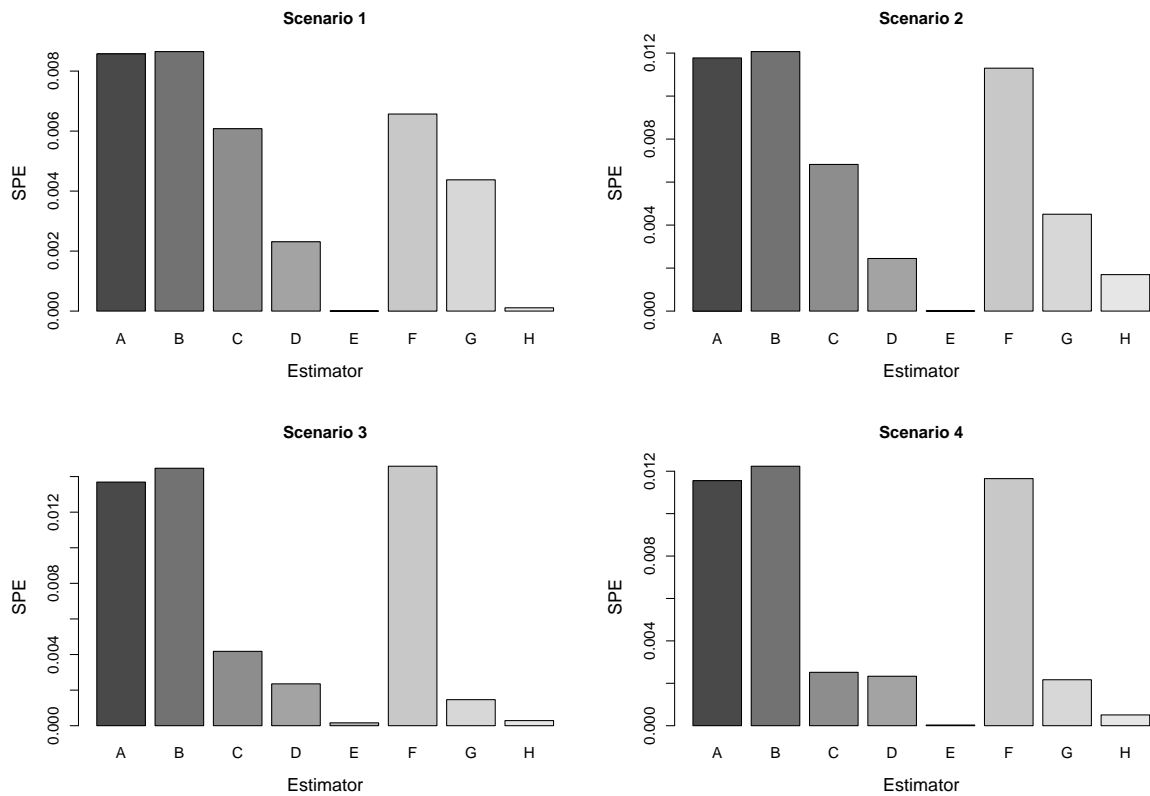 Scenario 1
SPE
0.008
0.006
0.004
0.002
0.000
A B C D E F G H
Estimator
Scenario 2
SPE
0.012
0.008
0.004
0.000
A B C D E F G H
Estimator
Scenario 3
SPE
0.012
0.008
0.004
0.000
A B C D E F G H
Estimator
Scenario 4
SPE
0.012
0.008
0.004
0.000
A B C D E F G H
Estimator